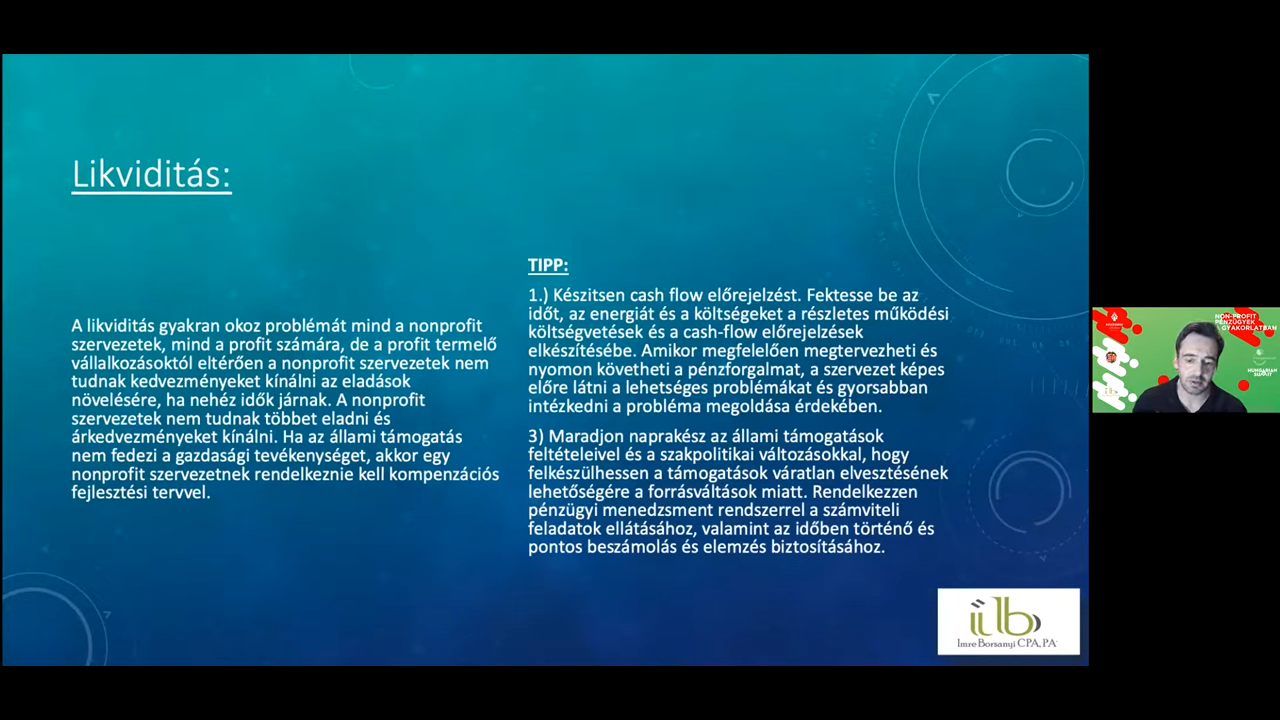 Likviditás:
A likviditás gyakran okoz problémát mind a nonprofit
szervezetek, mind a profit számára, de a profit termelő
vállalkozásoktól eltérően a nonprofit szervezetek nem
tudnak kedvezményeket kínálni az eladások
növelésére, ha nehéz idők járnak. A nonprofit
szervezetek nem tudnak többet eladni és
árkedvezményeket kínálni. Ha az állami támogatás
nem fedezi a gazdasági tevékenységet, akkor egy
nonprofit szervezetnek rendelkeznie kell kompenzációs
fejlesztési tervvel.
TIPP:
1.) Készitsen cash flow előrejelzést. Fektesse be az
időt, az energiát és a költségeket a részletes működési
költségvetések és a cash-flow előrejelzések
elkészítésébe. Amikor megfelelően megtervezheti és
nyomon követheti a pénzforgalmat, a szervezet képes
előre látni a lehetséges problémákat és gyorsabban
intézkedni a probléma megoldása érdekében.
3) Maradjon naprakész az állami támogatások
feltételeivel és a szakpolitikai változásokkal, hogy
felkészülhessen a támogatások váratlan elvesztésének
lehetőségére a forrásváltások miatt. Rendelkezzen
pénzügyi menedzsment rendszerrel a számviteli
feladatok ellátásához, valamint az időben történő és
pontos beszámolás és elemzés biztosításához.
ilb
Imre Borsanyi CPA, PA
NON-PROFIT
PÉNZÜGYEK
GYAKORLATBAN
HUNGARIAN
SUMMIT